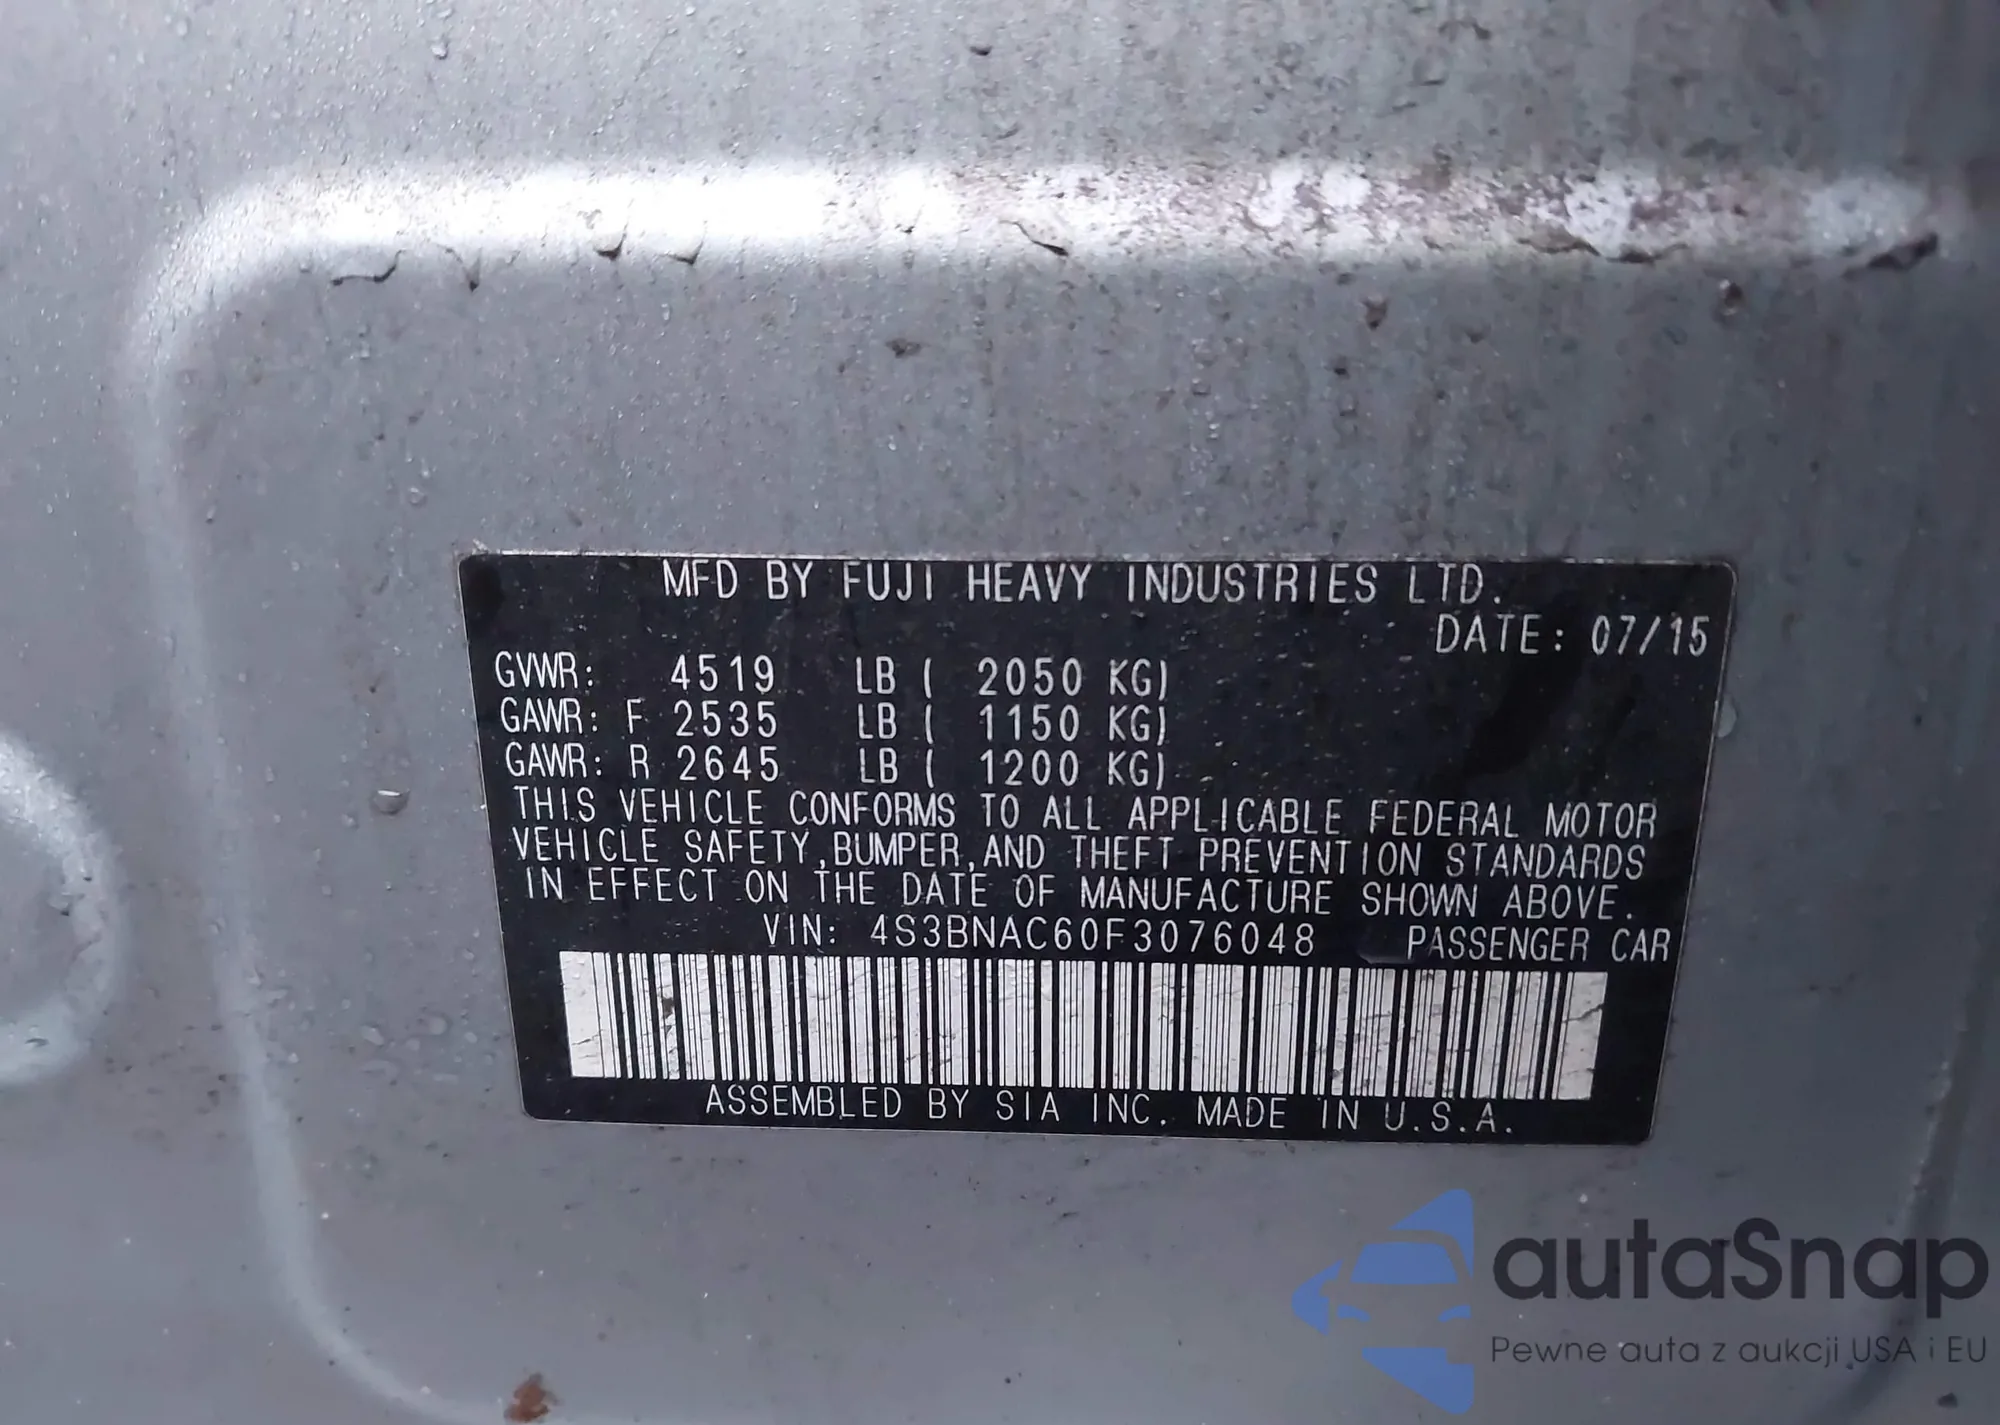 MFD BY FUJI HEAVY INDUSTRIES LTD.
DATE: 07/15
GVWR: 4519 LB ( 2050 KG)
GAWR: F 2535 LB ( 1150 KG)
GAWR: R 2645 LB ( 1200 KG)
THIS VEHICLE CONFORMS TO ALL APPLICABLE FEDERAL MOTOR
VEHICLE SAFETY,BUMPER,AND THEFT PREVENTION STANDARDS
IN EFFECT ON THE DATE OF MANUFACTURE SHOWN ABOVE.
VIN: 4S3BNAC60F3076048 PASSENGER CAR
ASSEMBLED BY SIA INC. MADE IN U.S.A.
autaSnap
Pewne auta z aukcji USA i EU